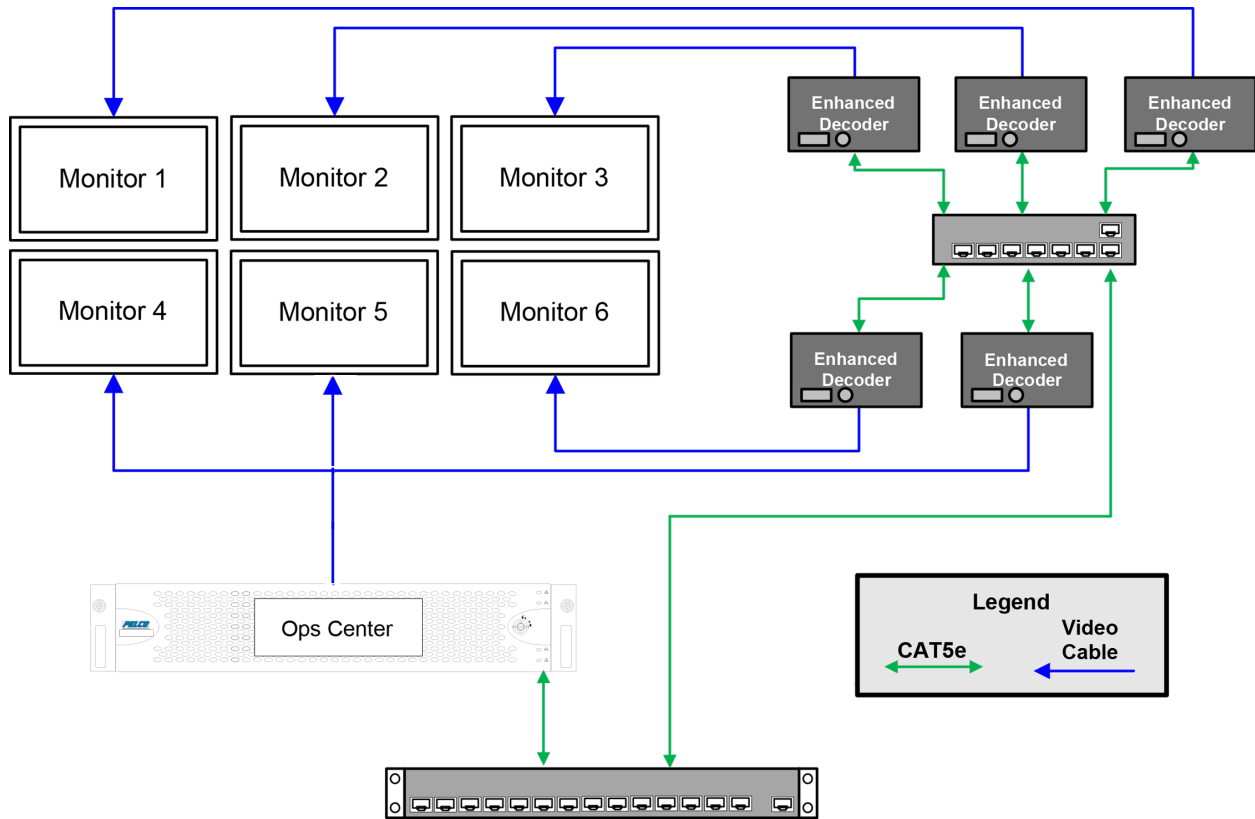 Enhanced
Decoder
Enhanced
Decoder
Enhanced
Decoder
Monitor 1
Monitor 2
Monitor 3
Monitor 4
Monitor 5
Monitor 6
Enhanced
Decoder
Enhanced
Decoder
PELCO
Ops Center
Legend
CAT5e
Video
Cable